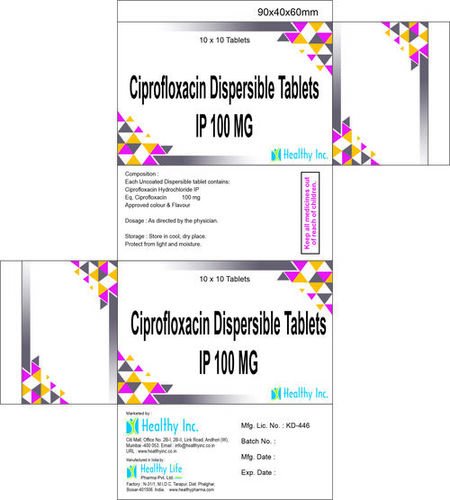 90x40x60mm
10 x 10 Tablets
Ciprofloxacin Dispersible Tablets
IP 100 MG
Healthy Inc.
Composition :
Each Uncoated Dispersible tablet contains:
Ciprofloxacin Hydrochloride IP
Eq. Ciprofloxacin 100 mg
Approved colour & Flavour
Dosage : As directed by the physician.
Storage : Store in cool, dry place.
Protect from light and moisture.
Keep all medicines out
of reach of children.
10 x 10 Tablets
Ciprofloxacin Dispersible Tablets
IP 100 MG
Healthy Inc.
Marketed by :
Healthy Inc.
Citi Mall, Office No. 2B-I, 2B-II, Link Road, Andheri (W),
Mumbai -400 053. Email : info@healthyinc.co.in
URL : www.healthyinc.co.in
Manufactured in India by :
Healthy Life
Pharma Pvt. Ltd.
Factory : N-31/1, M.I.D.C, Tarapur, Dist. Phalghar,
Boisar-401506. India. www.healthypharma.com
Mfg. Lic. No. : KD-446
Batch No. :
Mfg. Date :
Exp. Date :